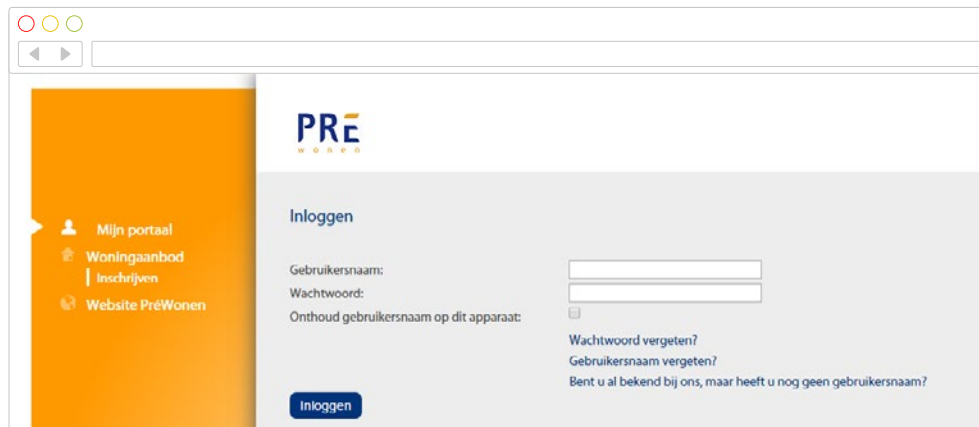 PRÉ
wonen
Mijn portaal
Woningaanbod
Inschrijven
Website PréWonen
Inloggen
Gebruikersnaam:
Wachtwoord:
Onthoud gebruikersnaam op dit apparaat:
Wachtwoord vergeten?
Gebruikersnaam vergeten?
Bent u al bekend bij ons, maar heeft u nog geen gebruikersnaam?
Inloggen